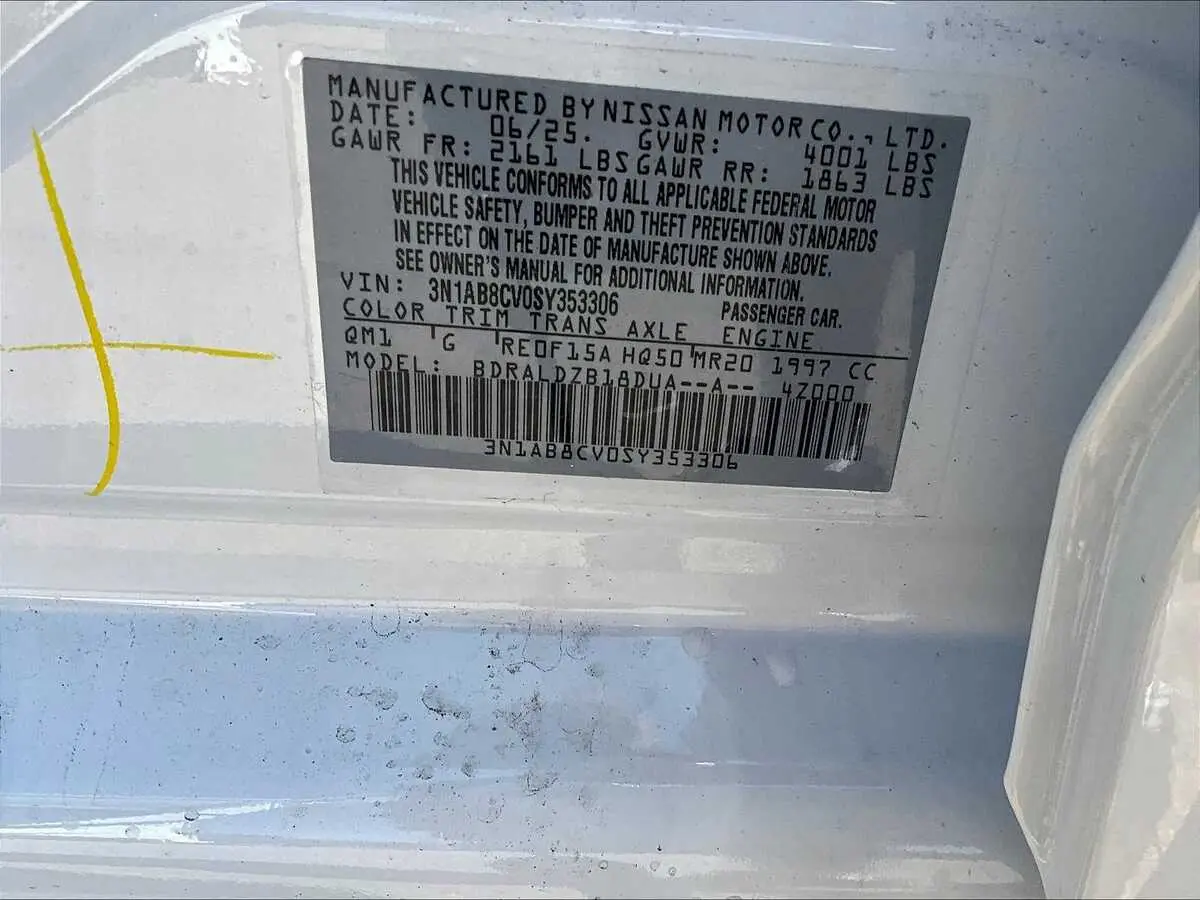 MANUFACTURED BY NISSAN MOTOR CO., LTD.
DATE: 06/25. GVWR: 4001 LBS
GAWR FR: 2161 LBS GAWR RR: 1863 LBS
THIS VEHICLE CONFORMS TO ALL APPLICABLE FEDERAL MOTOR
VEHICLE SAFETY, BUMPER AND THEFT PREVENTION STANDARDS
IN EFFECT ON THE DATE OF MANUFACTURE SHOWN ABOVE.
SEE OWNER'S MANUAL FOR ADDITIONAL INFORMATION.
VIN: 3N1AB8CV0SY353306 PASSENGER CAR.
COLOR TRIM TRANS AXLE ENGINE
QM1 G RE0F15A HQ50 MR20 1997 CC
MODEL: BDRALDZB18DUA--A-- 4Z000
3N1AB8CV0SY353306